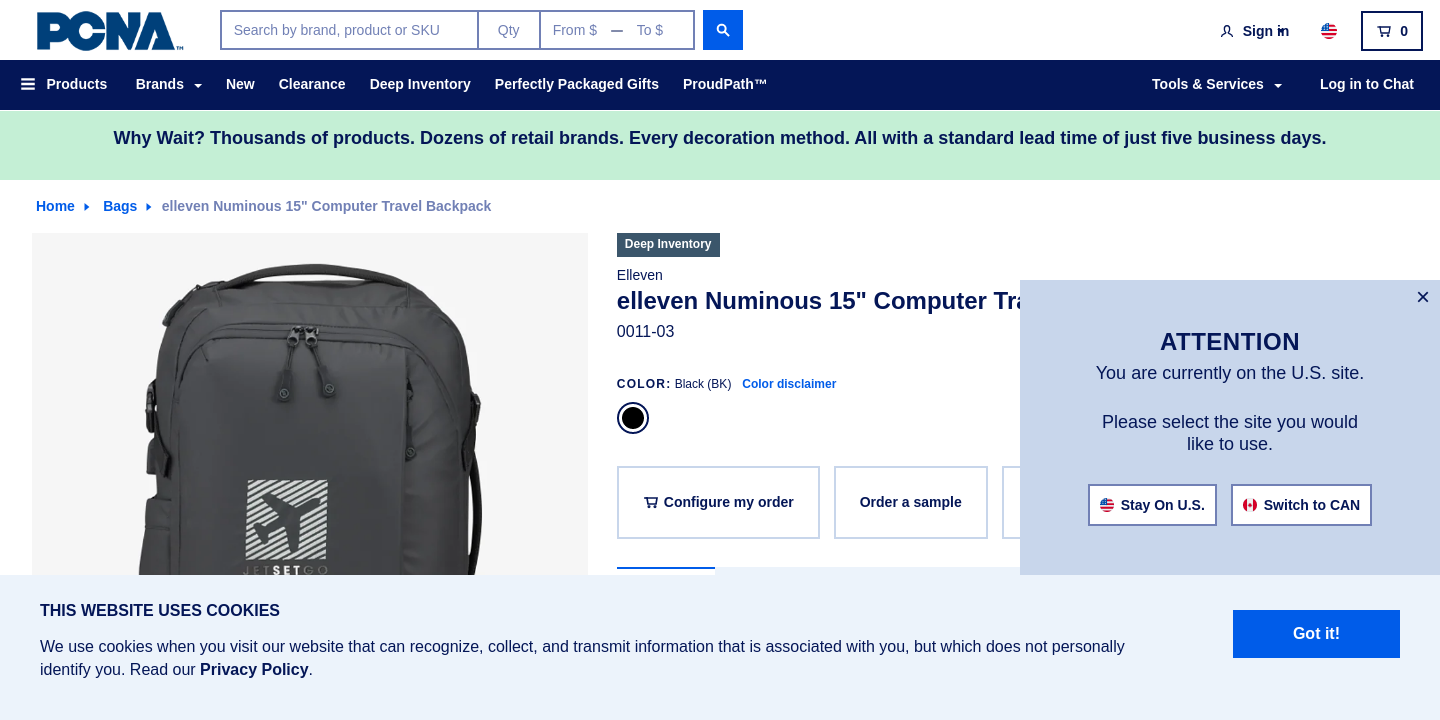 PCNA™
Search by brand, product or SKU
Qty
From $ — To $
Sign in
0
Products
Brands
New
Clearance
Deep Inventory
Perfectly Packaged Gifts
ProudPath™
Tools & Services
Log in to Chat
Why Wait? Thousands of products. Dozens of retail brands. Every decoration method. All with a standard lead time of just five business days.
Home
Bags
elleven Numinous 15" Computer Travel Backpack
Deep Inventory
Elleven
elleven Numinous 15" Computer
0011-03
COLOR: Black (BK) Color disclaimer
Configure my order
Order a sample
JETSETGO
×
ATTENTION
You are currently on the U.S. site.
Please select the site you would
like to use.
Stay On U.S.
Switch to CAN
THIS WEBSITE USES COOKIES
We use cookies when you visit our website that can recognize, collect, and transmit information that is associated with you, but which does not personally
identify you. Read our Privacy Policy.
Got it!